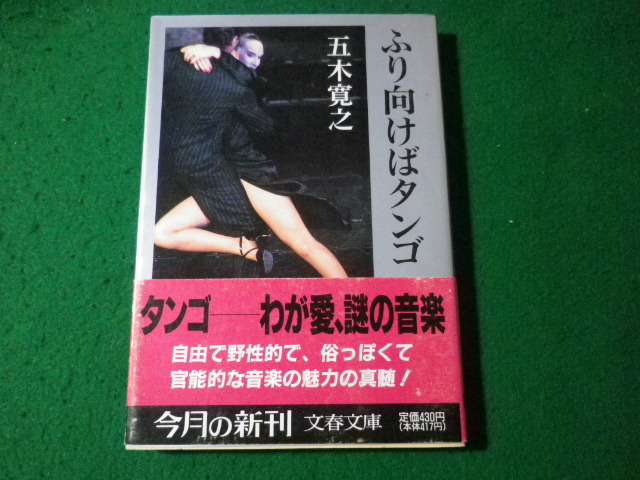 ふり向けばタンゴ
五木寛之
タンゴ――わが愛、謎の音楽
自由で野性的で、俗っぽくて
官能的な音楽の魅力の真髄!
今月の新刊 文春文庫
定価430円
(本体417円)